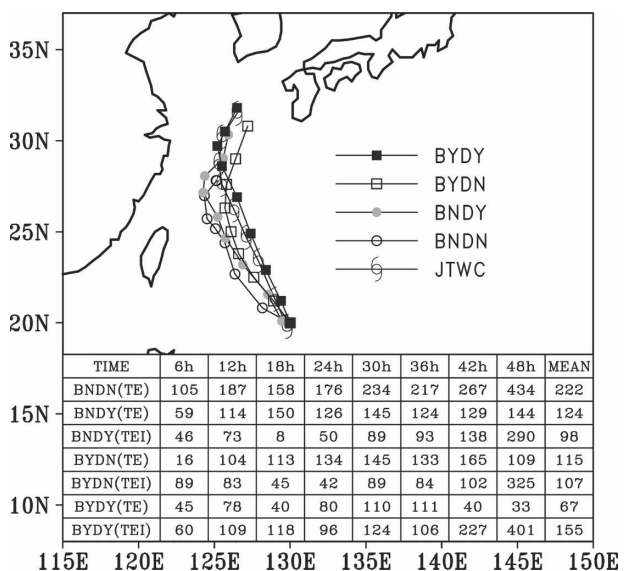 35N
30N
25N
20N
15N
10N
BYDY
BYDN
BNDY
BNDN
JTWC
TIME 6h 12h 18h 24h 30h 36h 42h 48h MEAN
BNDN(TE) 105 187 158 176 234 217 267 434 222
BNDY(TE) 59 114 150 126 145 124 129 144 124
BNDY(TEI) 46 73 8 50 89 93 138 290 98
BYDN(TE) 16 104 113 134 145 133 165 109 115
BYDN(TEI) 89 83 45 42 89 84 102 325 107
BYDY(TE) 45 78 40 80 110 111 40 33 67
BYDY(TEI) 60 109 118 96 124 106 227 401 155
115E 120E 125E 130E 135E 140E 145E 150E